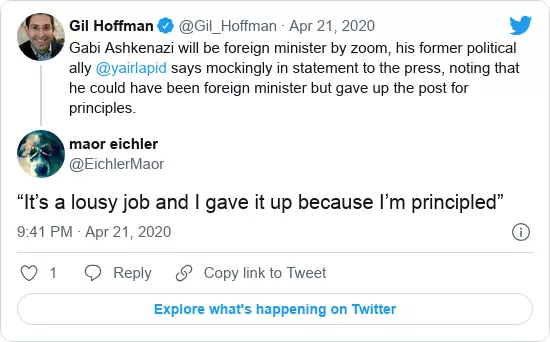 Gil Hoffman @Gil_Hoffman · Apr 21, 2020
Gabi Ashkenazi will be foreign minister by zoom, his former political
ally @yairlapid says mockingly in statement to the press, noting that
he could have been foreign minister but gave up the post for
principles.
maor eichler
@EichlerMaor
“It’s a lousy job and I gave it up because I’m principled”
9:41 PM · Apr 21, 2020
1 Reply Copy link to Tweet
Explore what's happening on Twitter